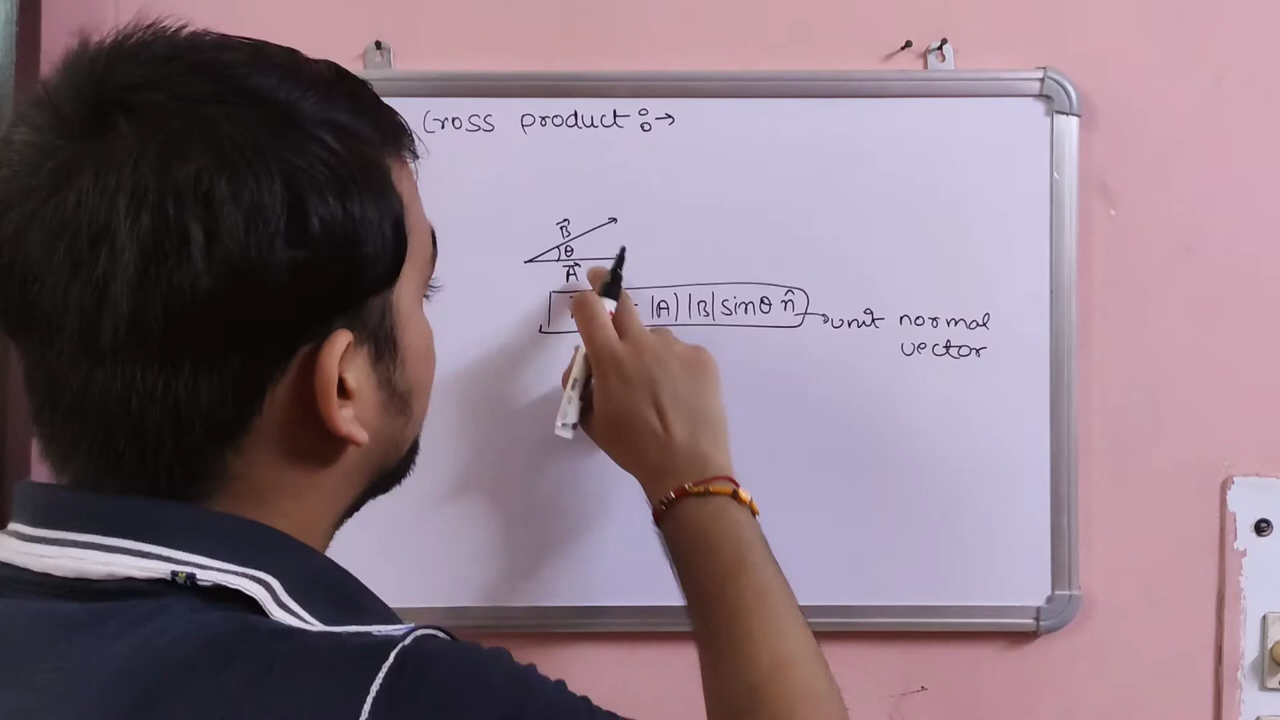 Cross product :→
B⃗
θ
A⃗
|A| |B| Sinθ n̂ → unit normal
vector